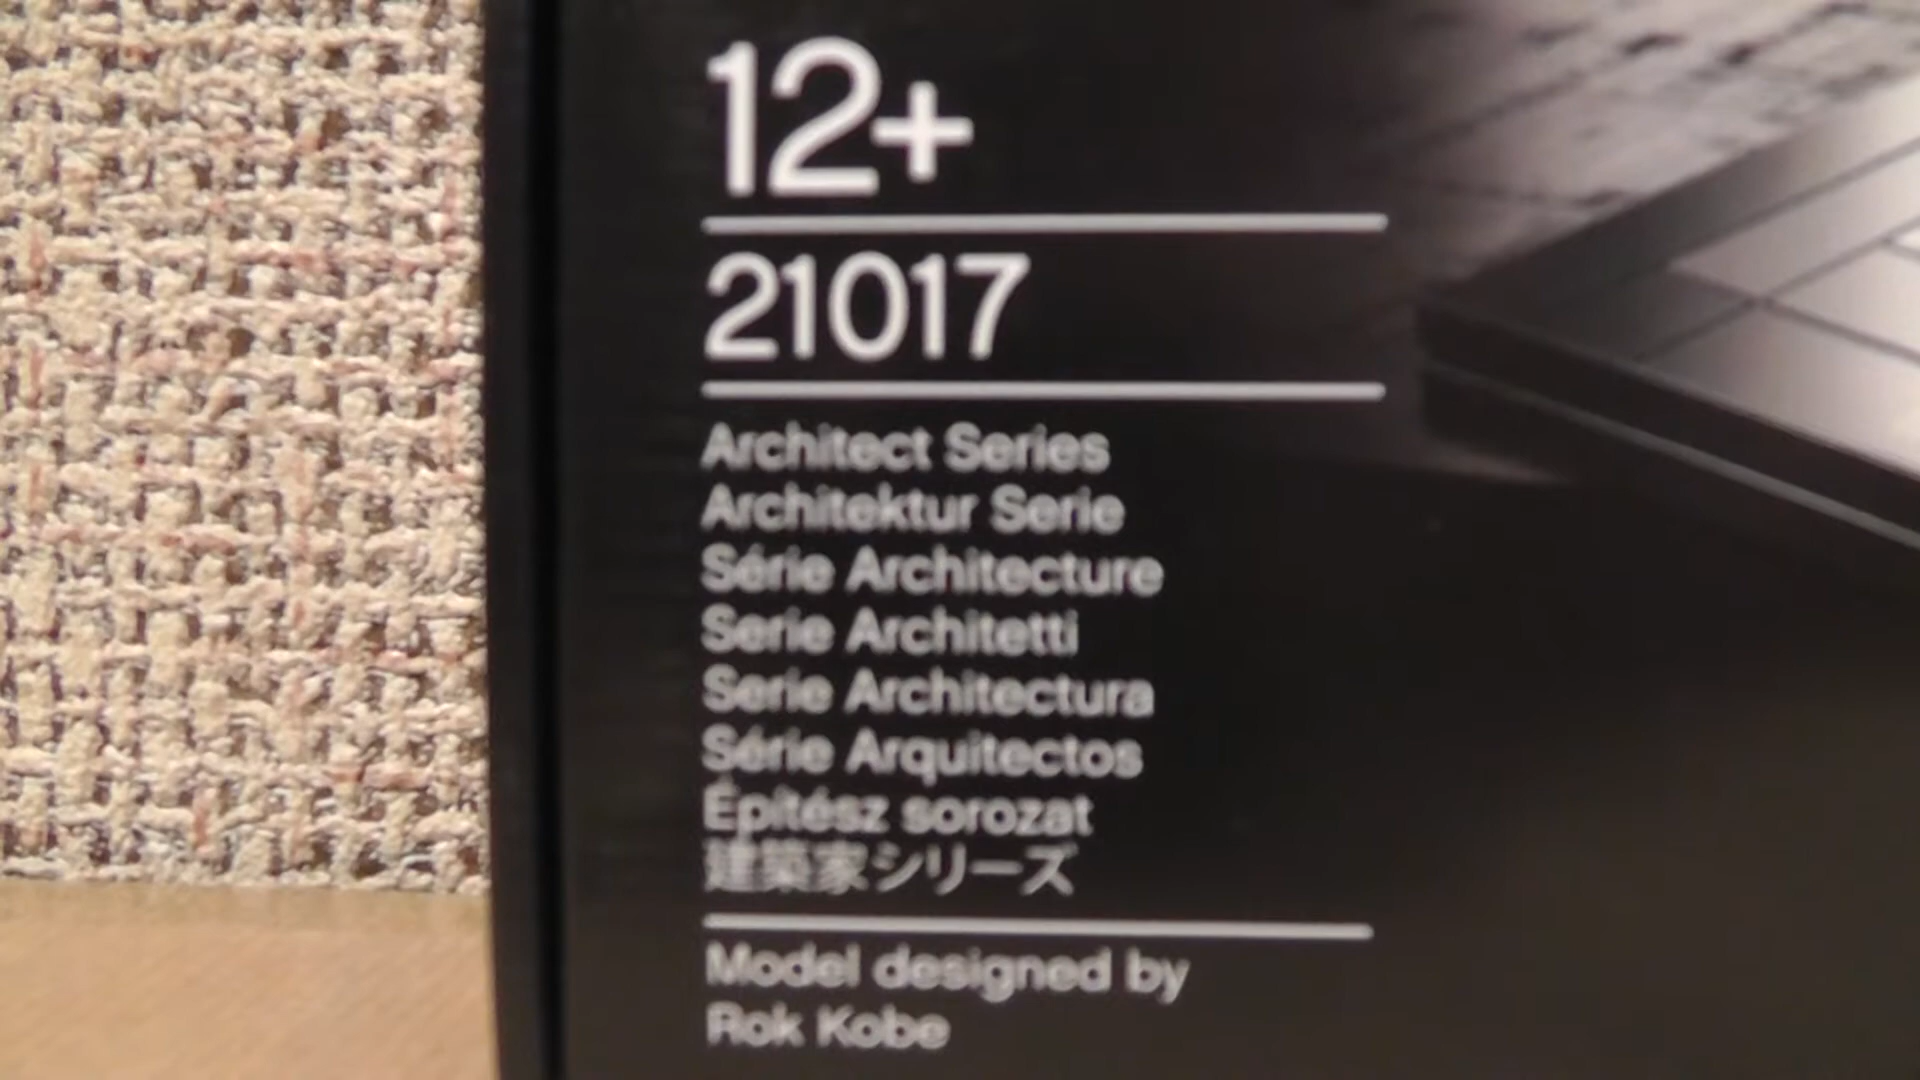 12+
21017
Architect Series
Architektur Serie
Série Architecture
Serie Architetti
Serie Architectura
Série Arquitectos
Építész sorozat
建築家シリーズ
Model designed by
Rok Kobe